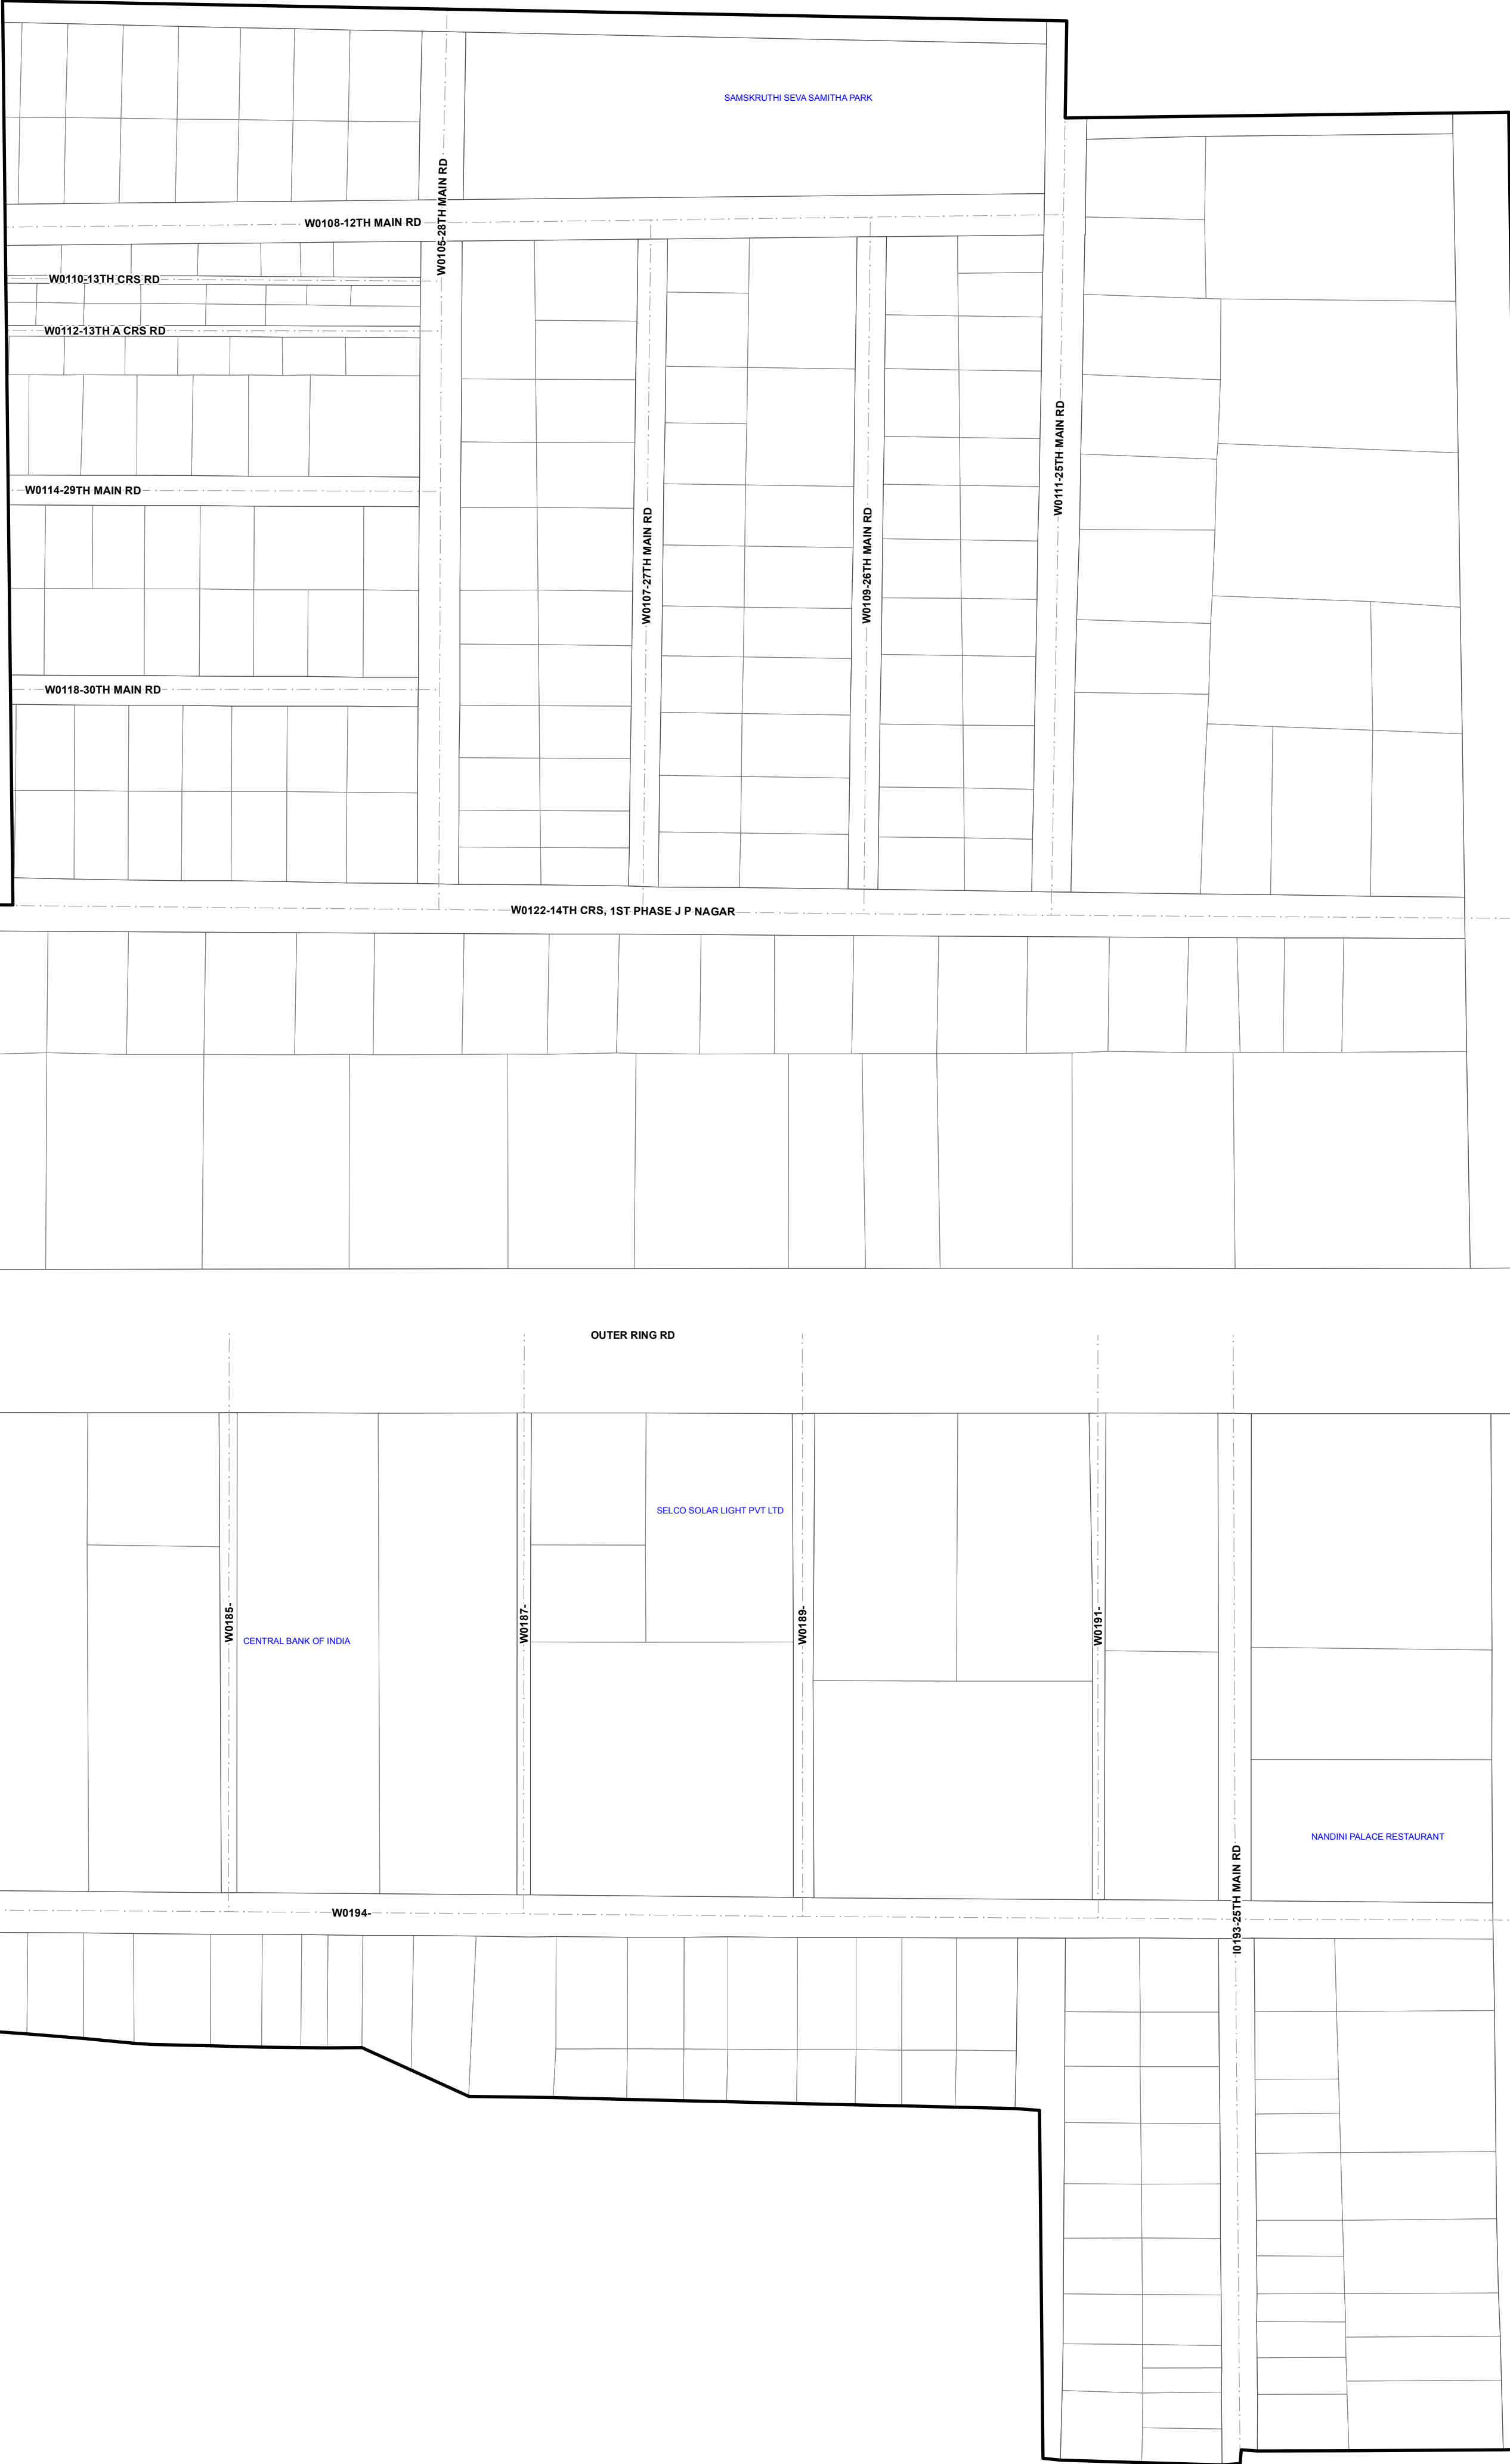 SAMSKRUTHI SEVA SAMITHA PARK
W0105-28TH MAIN RD
W0108-12TH MAIN RD
W0110-13TH CRS RD
W0112-13TH A CRS RD
W0111-25TH MAIN RD
W0114-29TH MAIN RD
W0107-27TH MAIN RD
W0109-26TH MAIN RD
W0118-30TH MAIN RD
W0122-14TH CRS, 1ST PHASE J P NAGAR
OUTER RING RD
SELCO SOLAR LIGHT PVT LTD
W0185-
CENTRAL BANK OF INDIA
W0187-
W0189-
W0191-
NANDINI PALACE RESTAURANT
I0193-25TH MAIN RD
W0194-